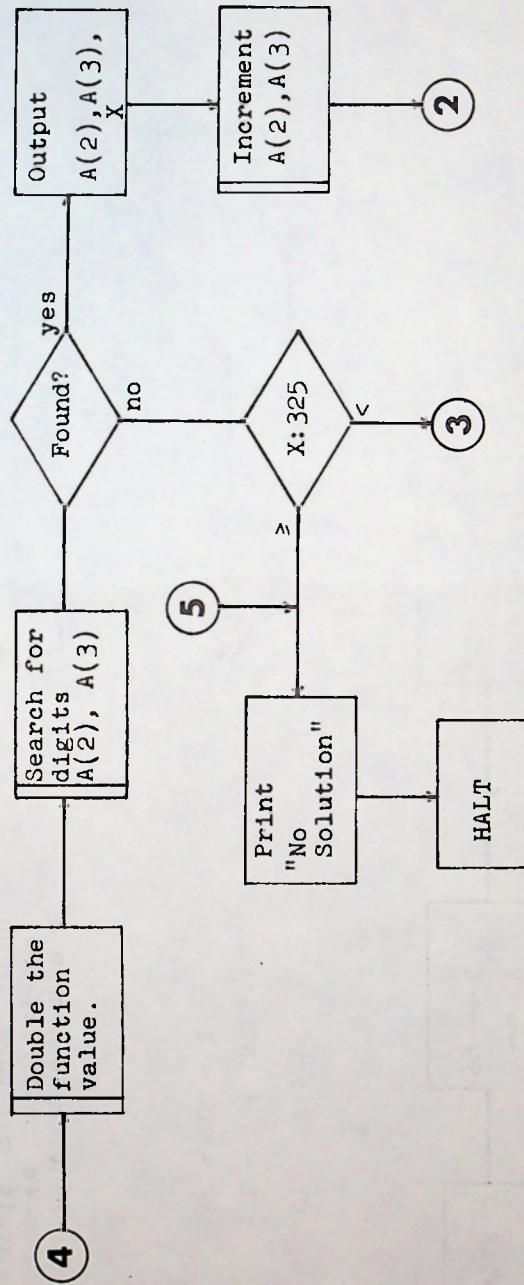 4
Double the
function
value.
Search for
digits
A(2), A(3)
Found?
yes
no
Output
A(2),A(3),
X
Increment
A(2),A(3)
2
X:325
≥
<
3
5
Print
"No
Solution"
HALT